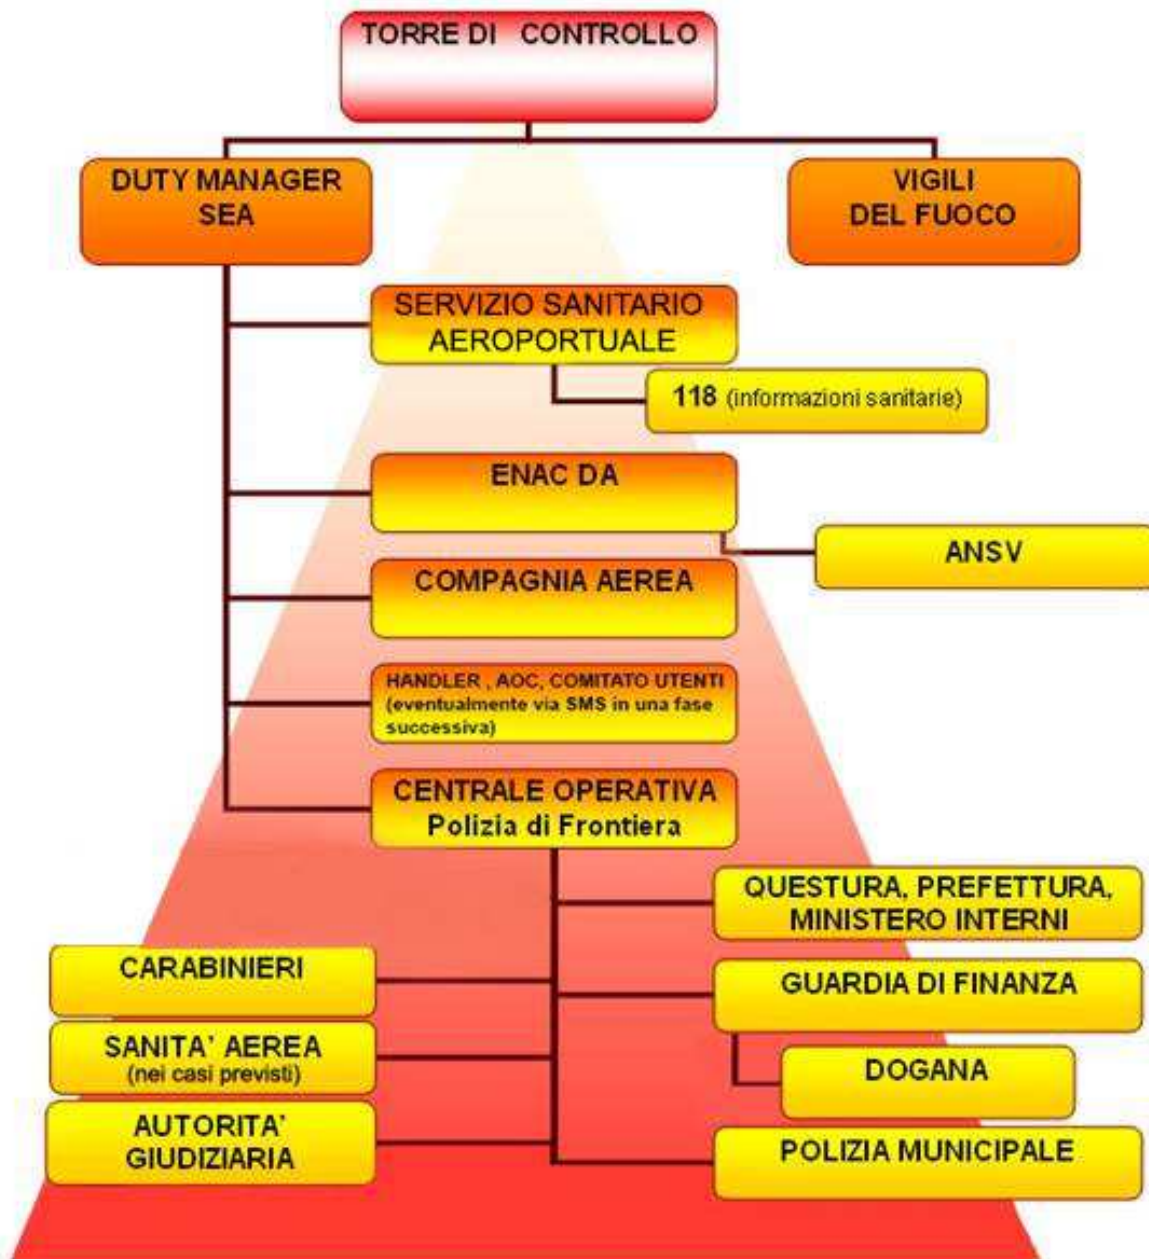 TORRE DI CONTROLLO
DUTY MANAGER
SEA
VIGILI
DEL FUOCO
SERVIZIO SANITARIO
AEROPORTUALE
118 (informazioni sanitarie)
ENAC DA
ANSV
COMPAGNIA AEREA
HANDLER , AOC, COMITATO UTENTI
(eventualmente via SMS in una fase
successiva)
CENTRALE OPERATIVA
Polizia di Frontiera
QUESTURA, PREFETTURA,
MINISTERO INTERNI
CARABINIERI
GUARDIA DI FINANZA
SANITA' AEREA
(nei casi previsti)
DOGANA
AUTORITA'
GIUDIZIARIA
POLIZIA MUNICIPALE